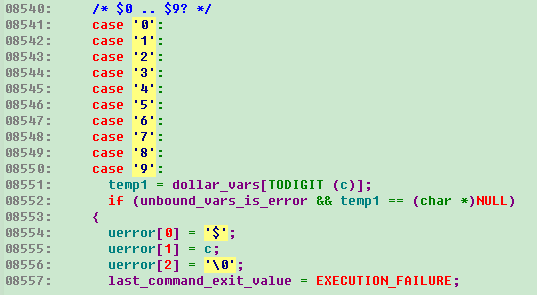 08540:     /* $0 .. $9? */
08541:     case '0':
08542:     case '1':
08543:     case '2':
08544:     case '3':
08545:     case '4':
08546:     case '5':
08547:     case '6':
08548:     case '7':
08549:     case '8':
08550:     case '9':
08551:       temp1 = dollar_vars[TODIGIT (c)];
08552:       if (unbound_vars_is_error && temp1 == (char *)NULL)
08553:     {
08554:       uerror[0] = '$';
08555:       uerror[1] = c;
08556:       uerror[2] = '\0';
08557:       last_command_exit_value = EXECUTION_FAILURE;